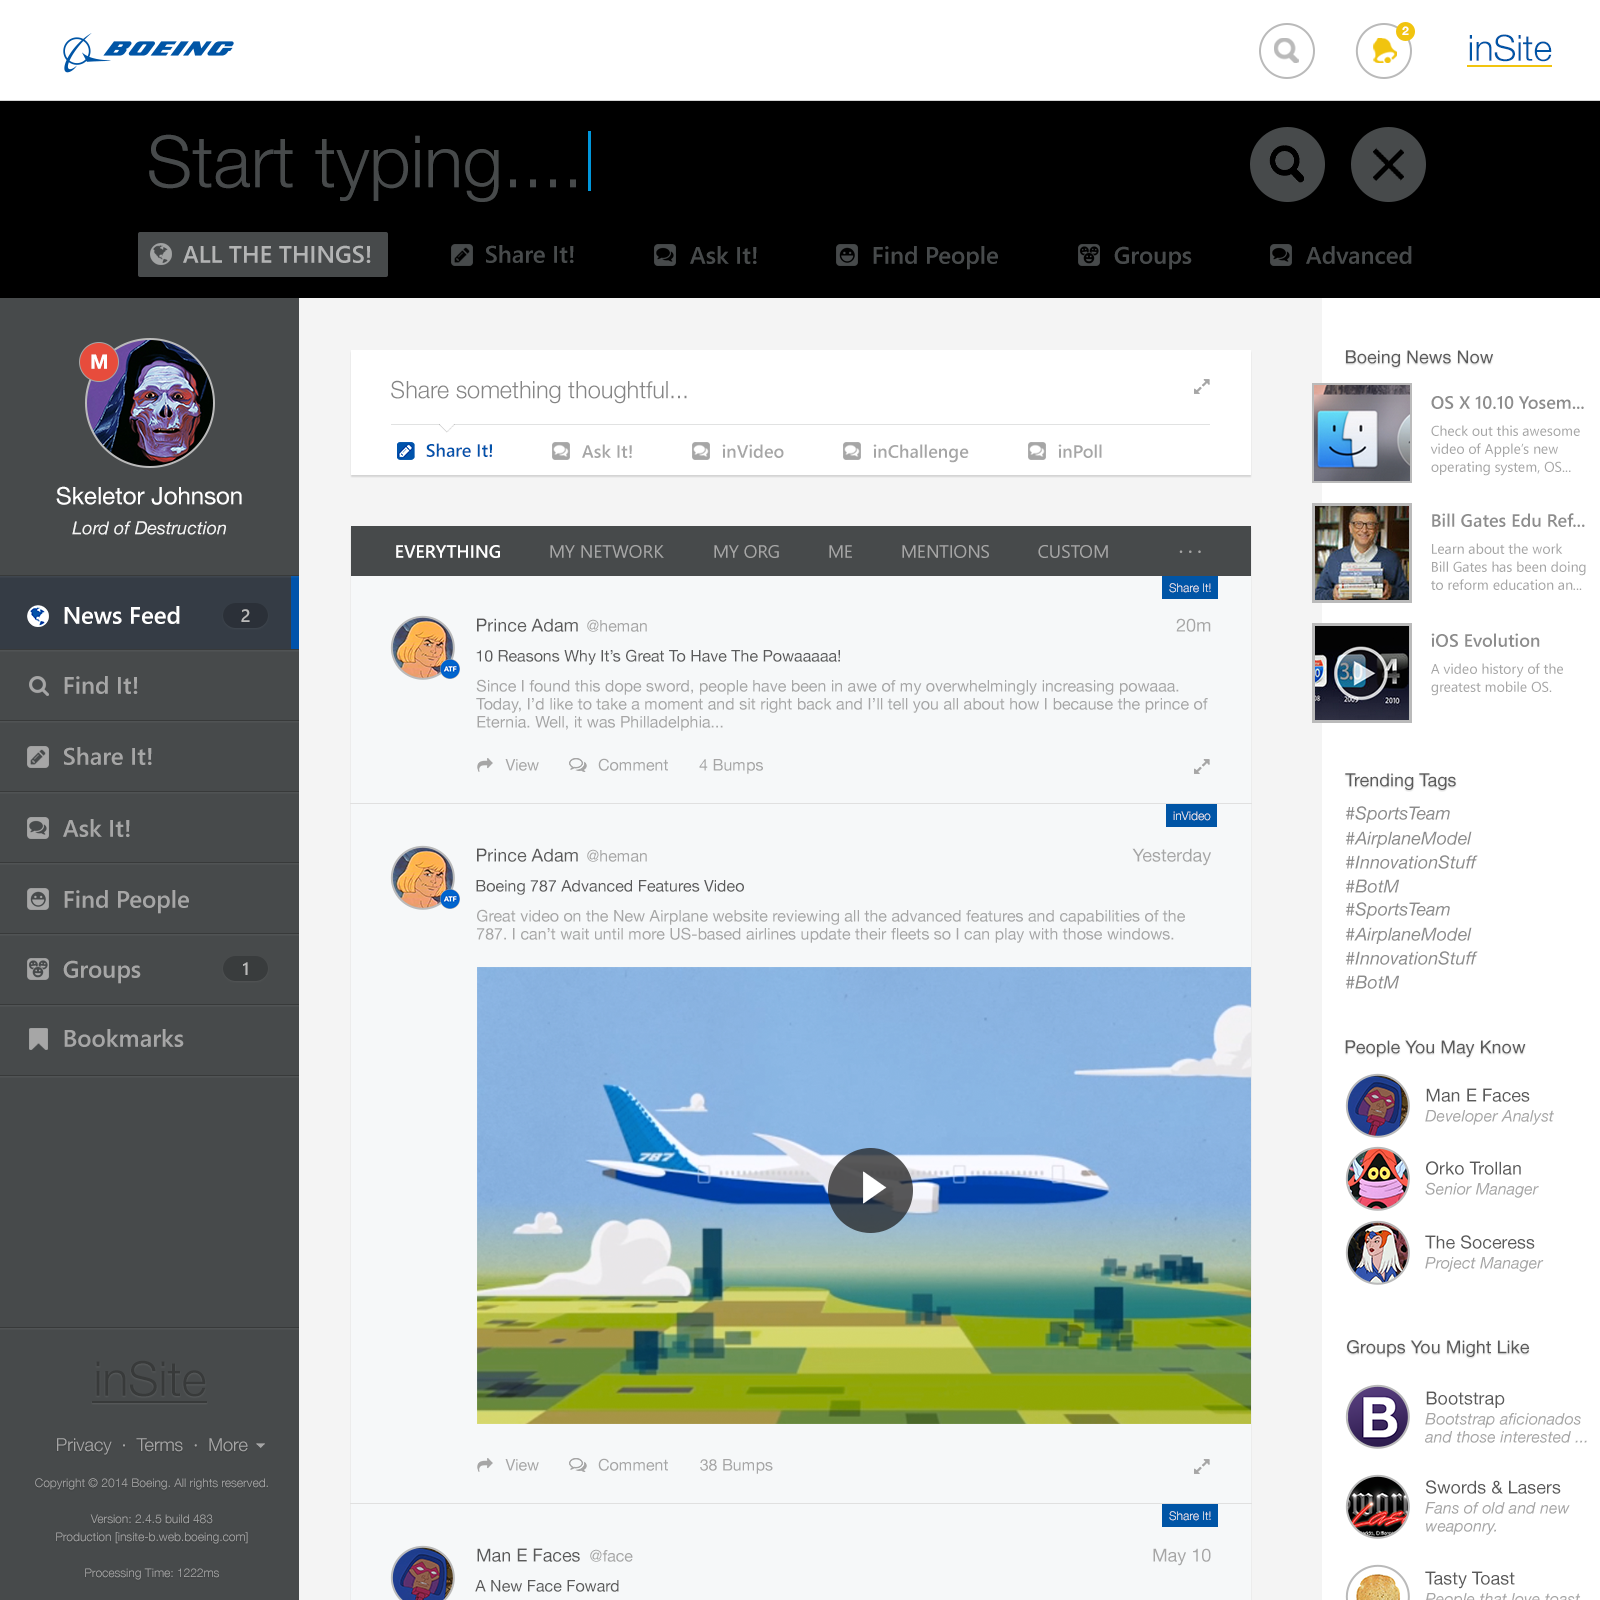 BOEING
2
inSite
Start typing....
ALL THE THINGS!
Share It!
Ask It!
Find People
Groups
Advanced
M
Skeletor Johnson
Lord of Destruction
News Feed 2
Find It!
Share It!
Ask It!
Find People
Groups 1
Bookmarks
inSite
Privacy · Terms · More
Copyright © 2014 Boeing. All rights reserved.
Version: 2.4.5 build 483
Production [insite-b.web.boeing.com]
Processing Time: 1222ms
Share something thoughtful...
Share It!
Ask It!
inVideo
inChallenge
inPoll
EVERYTHING
MY NETWORK
MY ORG
ME
MENTIONS
CUSTOM
...
Share It!
Prince Adam @heman 20m
ATF
10 Reasons Why It's Great To Have The Powaaaaa!
Since I found this dope sword, people have been in awe of my overwhelmingly increasing powaaa.
Today, I'd like to take a moment and sit right back and I'll tell you all about how I because the prince of
Eternia. Well, it was Philadelphia...
View Comment 4 Bumps
inVideo
Prince Adam @heman Yesterday
ATF
Boeing 787 Advanced Features Video
Great video on the New Airplane website reviewing all the advanced features and capabilities of the
787. I can't wait until more US-based airlines update their fleets so I can play with those windows.
787
View Comment 38 Bumps
Share It!
Man E Faces @face May 10
A New Face Foward
Boeing News Now
OS X 10.10 Yosem...
Check out this awesome
video of Apple's new
operating system, OS...
Bill Gates Edu Ref...
Learn about the work
Bill Gates has been doing
to reform education an...
iOS Evolution
A video history of the
greatest mobile OS.
3.0
4
2009
2010
Trending Tags
#SportsTeam
#AirplaneModel
#InnovationStuff
#BotM
#SportsTeam
#AirplaneModel
#InnovationStuff
#BotM
People You May Know
Man E Faces
Developer Analyst
Orko Trollan
Senior Manager
The Soceress
Project Manager
Groups You Might Like
B
Bootstrap
Bootstrap aficionados
and those interested ...
Swords & Lasers
Fans of old and new
weaponry.
Tasty Toast
People that love toast